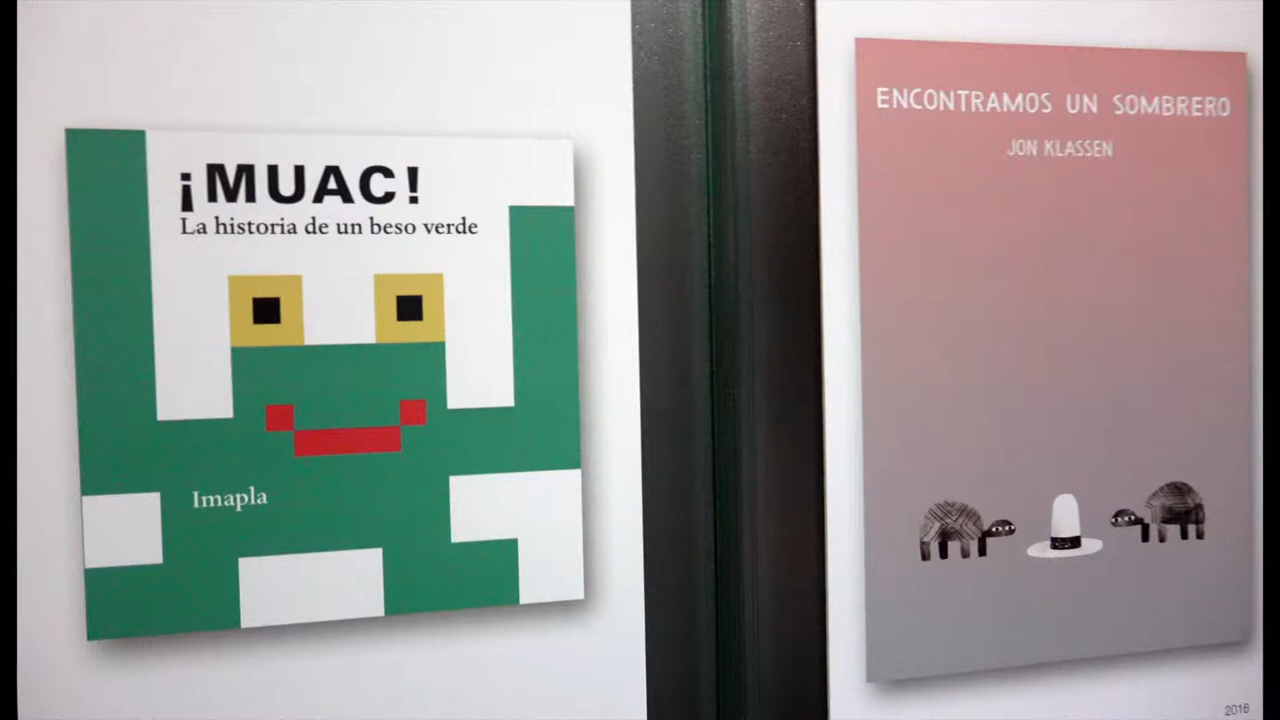 ¡MUAC!
La historia de un beso verde
Imapla
ENCONTRAMOS UN SOMBRERO
JON KLASSEN
2016